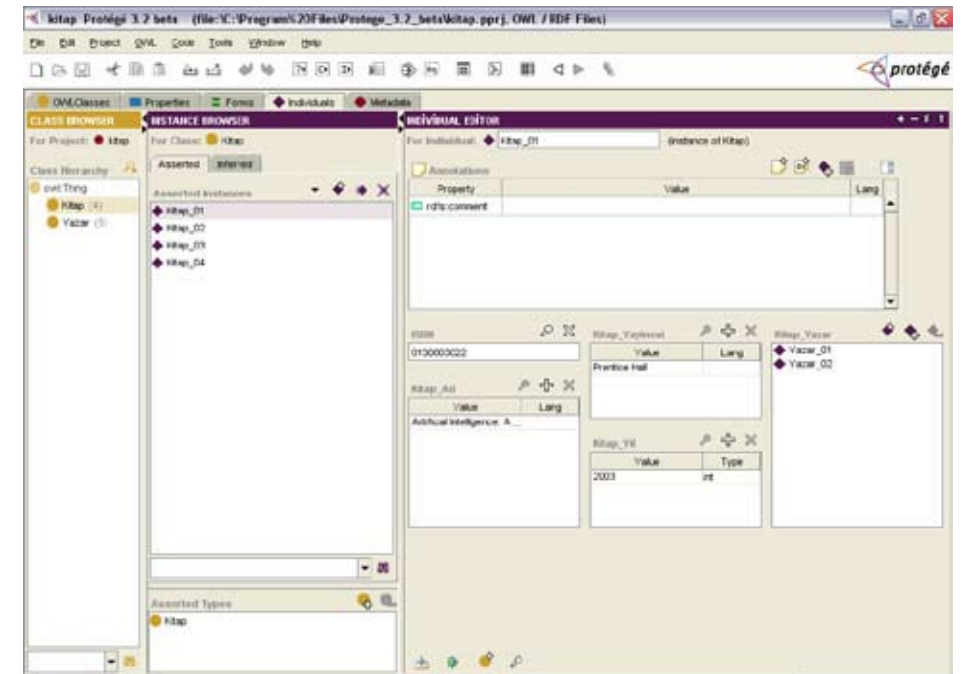 kitap Protégé 3.2 beta (file:\C:\Program%20Files\Protege_3.2_beta\kitap.pprj, OWL / RDF Files)
File Edit Project OWL Code Tools Window Help
protégé
OWLClasses Properties Forms Individuals Metadata
CLASS BROWSER
For Project: kitap
Class Hierarchy
owl:Thing
Kitap (4)
Yazar (5)
INSTANCE BROWSER
For Class: Kitap
Asserted Inferred
Asserted Instances
Kitap_01
Kitap_02
Kitap_03
Kitap_04
Asserted Types
Kitap
INDIVIDUAL EDITOR
For Individual: Kitap_01 (instance of Kitap)
Annotations
Property Value Lang
rdfs:comment
ISBN
0130803022
Kitap_Adi
Value Lang
Artificial Intelligence: A...
Kitap_Yayinevi
Value Lang
Prentice Hall
Kitap_Yil
Value Type
2003 int
Kitap_Yazar
Yazar_01
Yazar_02